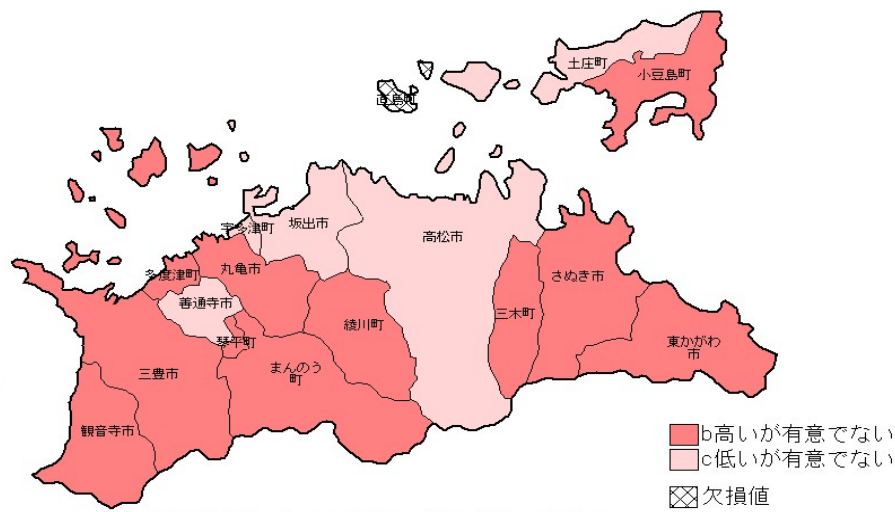 土庄町
小豆島町
直島町
宇多津町
坂出市
高松市
多度津町
丸亀市
さぬき市
善通寺市
綾川町
三木町
琴平町
東かがわ
市
三豊市
まんのう
町
観音寺市
b高いが有意でない
c低いが有意でない
欠損値